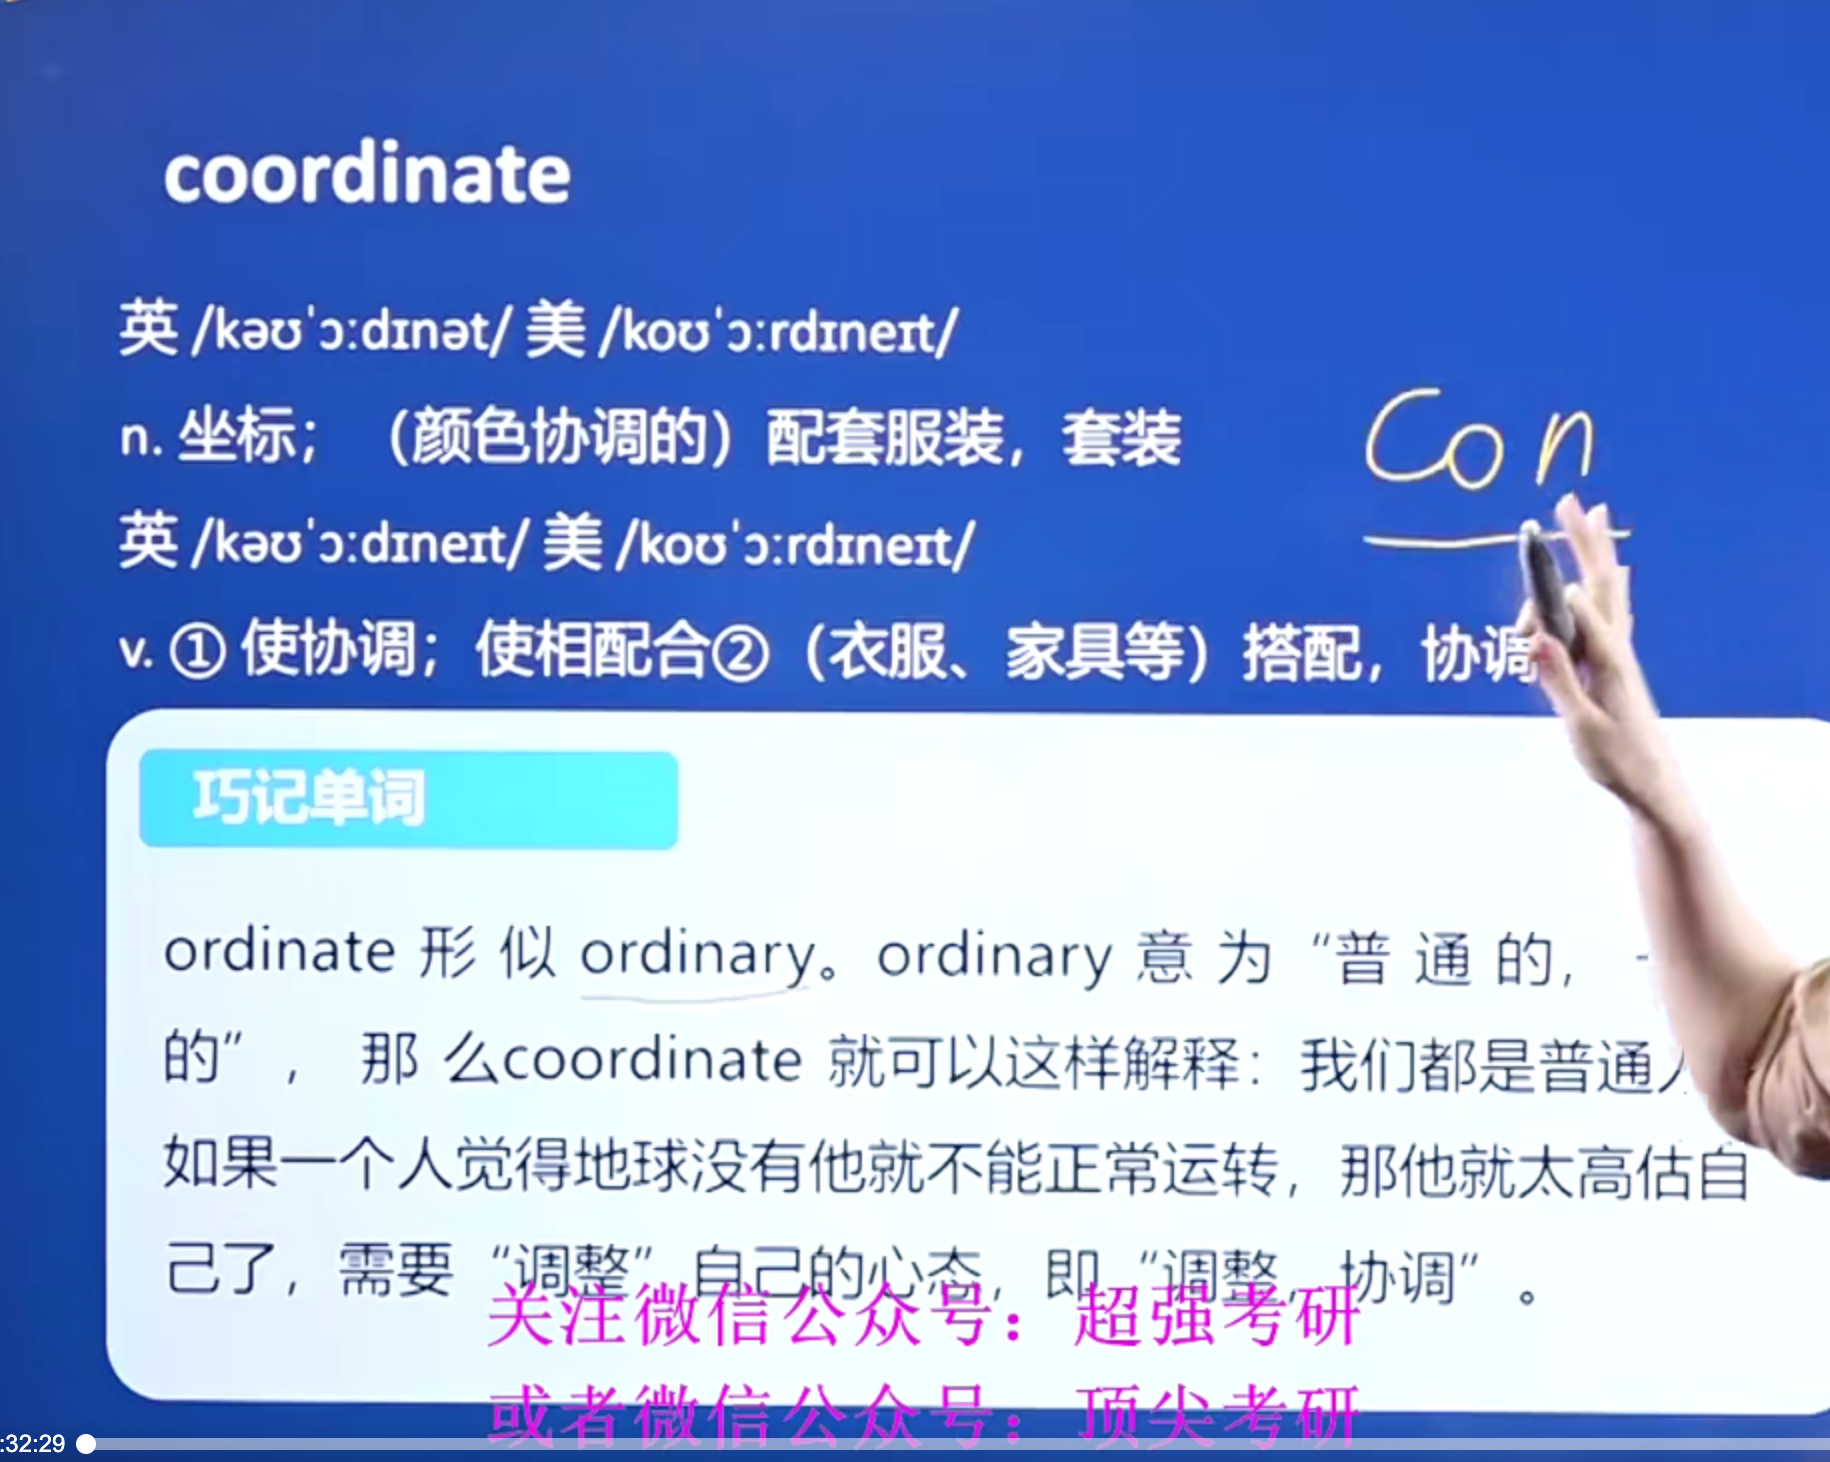 coordinate
英 /kəʊˈɔːdɪnət/ 美 /koʊˈɔːrdɪneɪt/
n. 坐标；（颜色协调的）配套服装，套装
Con
英 /kəʊˈɔːdɪneɪt/ 美 /koʊˈɔːrdɪneɪt/
v. ① 使协调；使相配合②（衣服、家具等）搭配，协调
巧记单词
ordinate 形 似 ordinary。ordinary 意 为 “普 通 的，
的”， 那 么coordinate 就可以这样解释：我们都是普通
如果一个人觉得地球没有他就不能正常运转，那他就太高估自
己了，需要“调整”自己的心态，即“调整，协调”。
关注微信公众号：超强考研
或者微信公众号：顶尖考研
:32:29